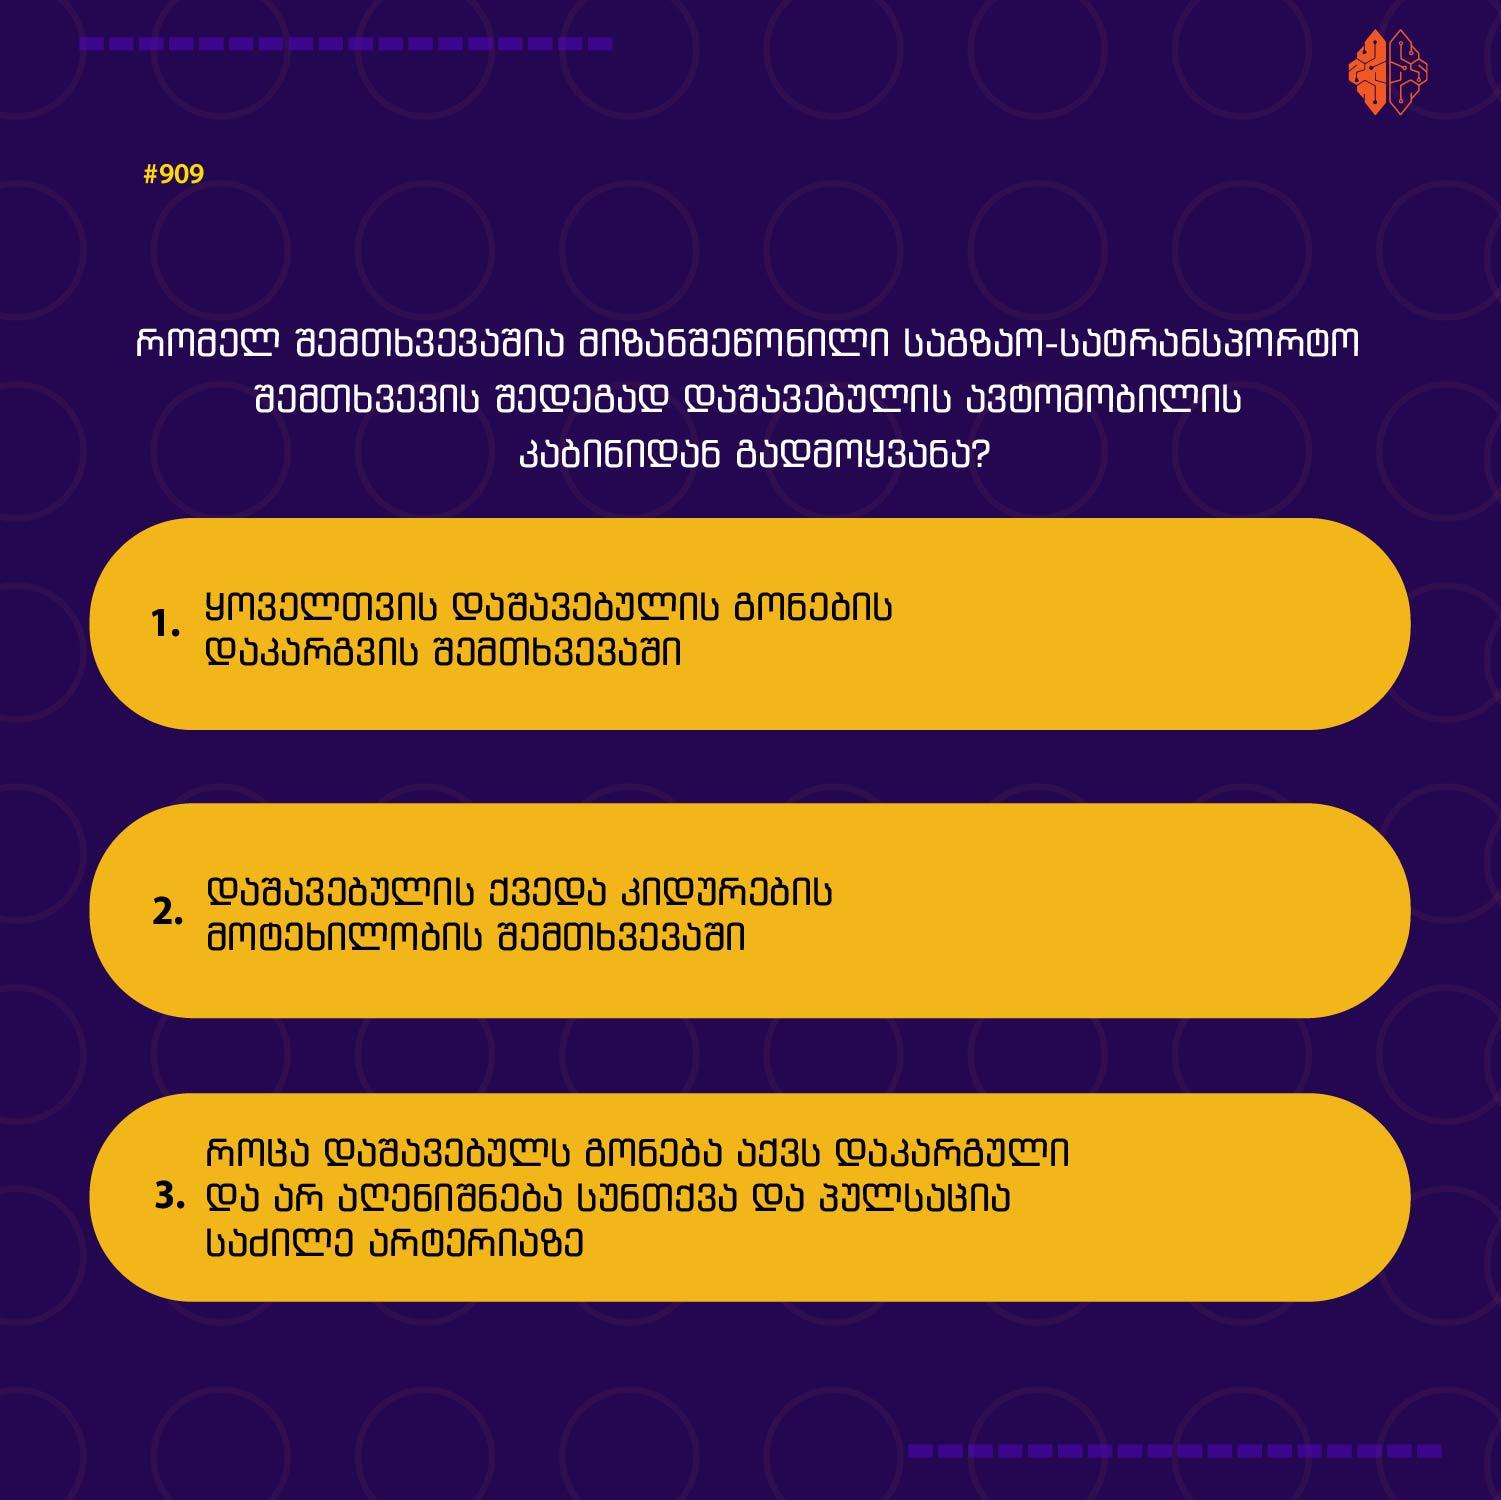 #909
რომელ შემთხვევაშია მიზანშეწონილი საგზაო-სატრანსპორტო
შემთხვევის შედეგად დაშავებულის ავტომობილის
კაბინიდან გადმოყვანა?
1. ყოველთვის დაშავებულის გონების
დაკარგვის შემთხვევაში
2. დაშავებულის ქვედა კიდურების
მოტეხილობის შემთხვევაში
3. როცა დაშავებულს გონება აქვს დაკარგული
და არ აღენიშნება სუნთქვა და პულსაცია
საძილე არტერიაზე